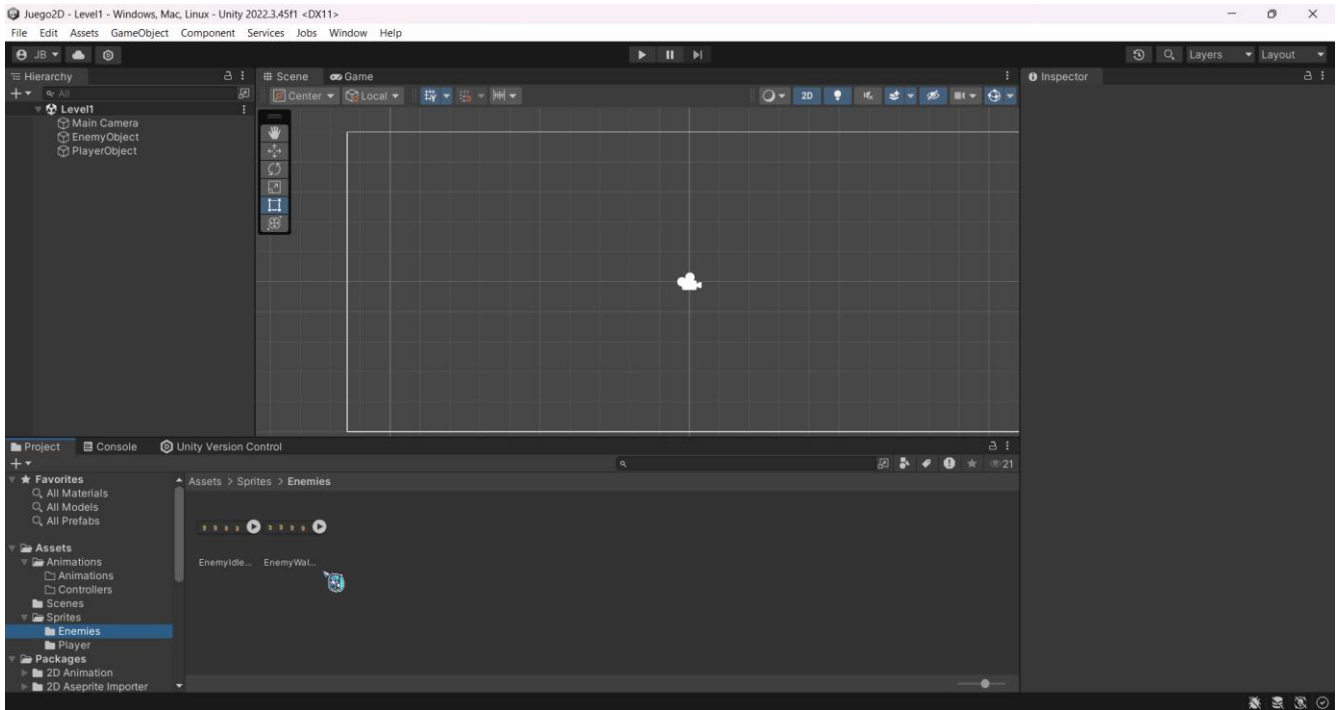 Juego2D - Level1 - Windows, Mac, Linux - Unity 2022.3.45f1 <DX11>
File Edit Assets GameObject Component Services Jobs Window Help
JB
Layers Layout
Hierarchy
Scene Game
Inspector
All
Center Local
2D
Level1
Main Camera
EnemyObject
PlayerObject
Project Console Unity Version Control
21
Favorites
All Materials
All Models
All Prefabs
Assets
Animations
Animations
Controllers
Scenes
Sprites
Enemies
Player
Packages
2D Animation
2D Aseprite Importer
Assets > Sprites > Enemies
EnemyIdle... EnemyWal...